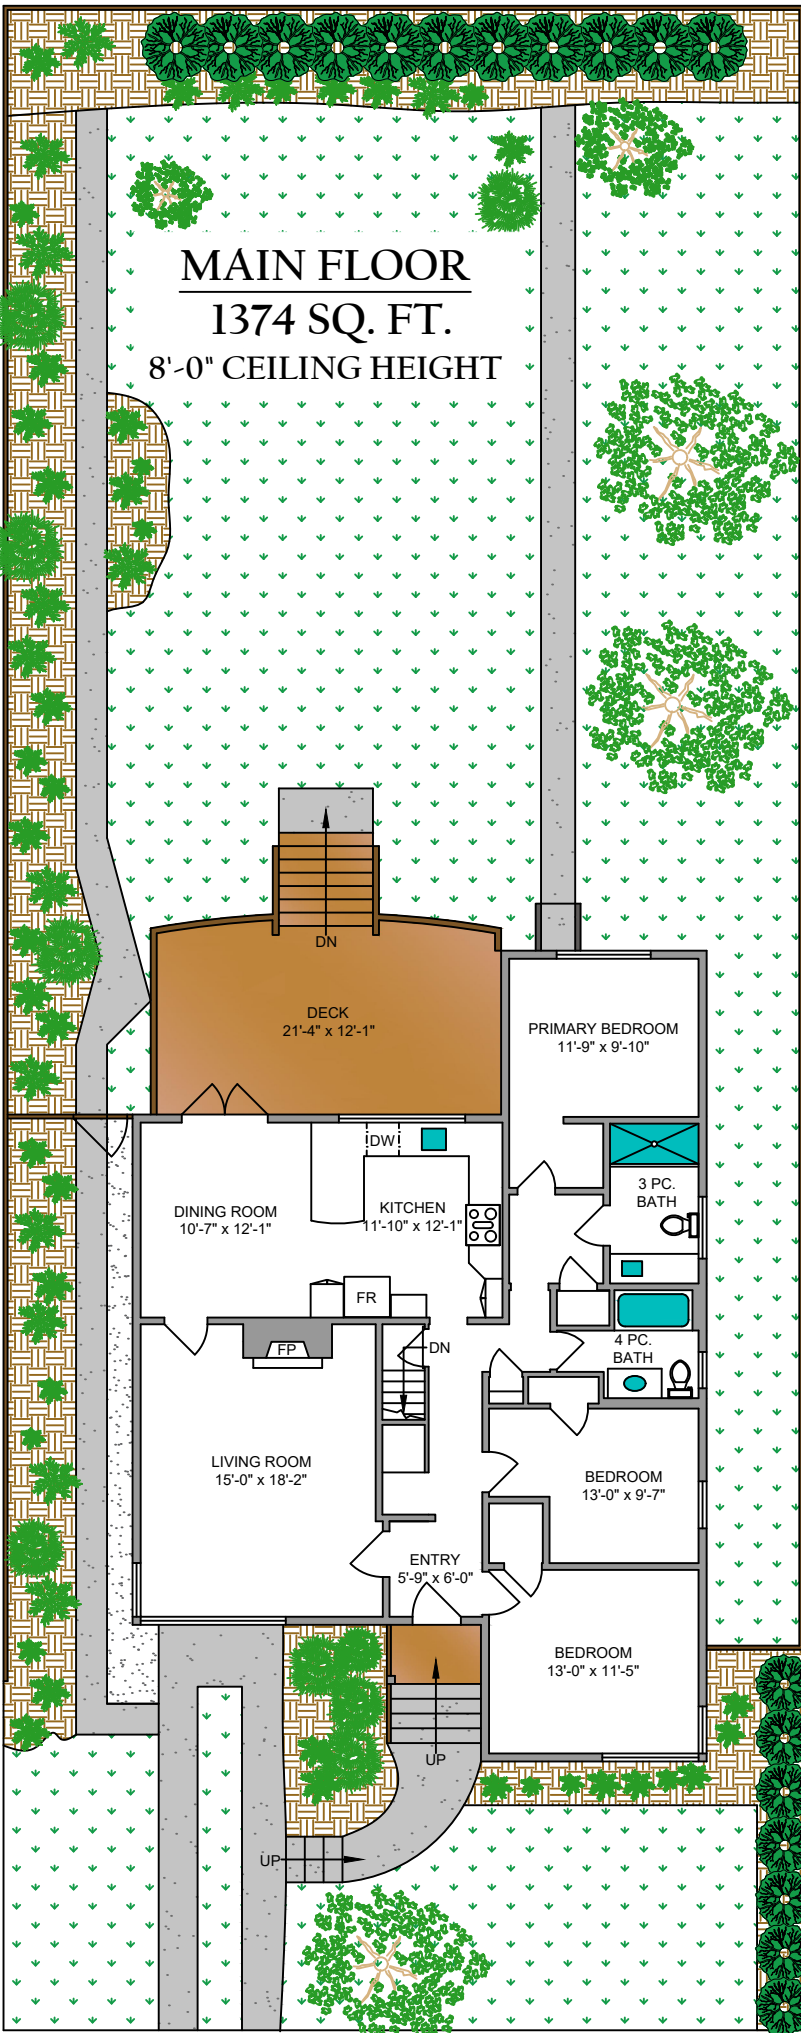 MAIN FLOOR
1374 SQ. FT.
8'-0" CEILING HEIGHT
DN
DECK
21'-4" x 12'-1"
PRIMARY BEDROOM
11'-9" x 9'-10"
DW
3 PC.
BATH
DINING ROOM
10'-7" x 12'-1"
KITCHEN
11'-10" x 12'-1"
FR
FP
DN
4 PC.
BATH
LIVING ROOM
15'-0" x 18'-2"
BEDROOM
13'-0" x 9'-7"
ENTRY
5'-9" x 6'-0"
BEDROOM
13'-0" x 11'-5"
UP
UP